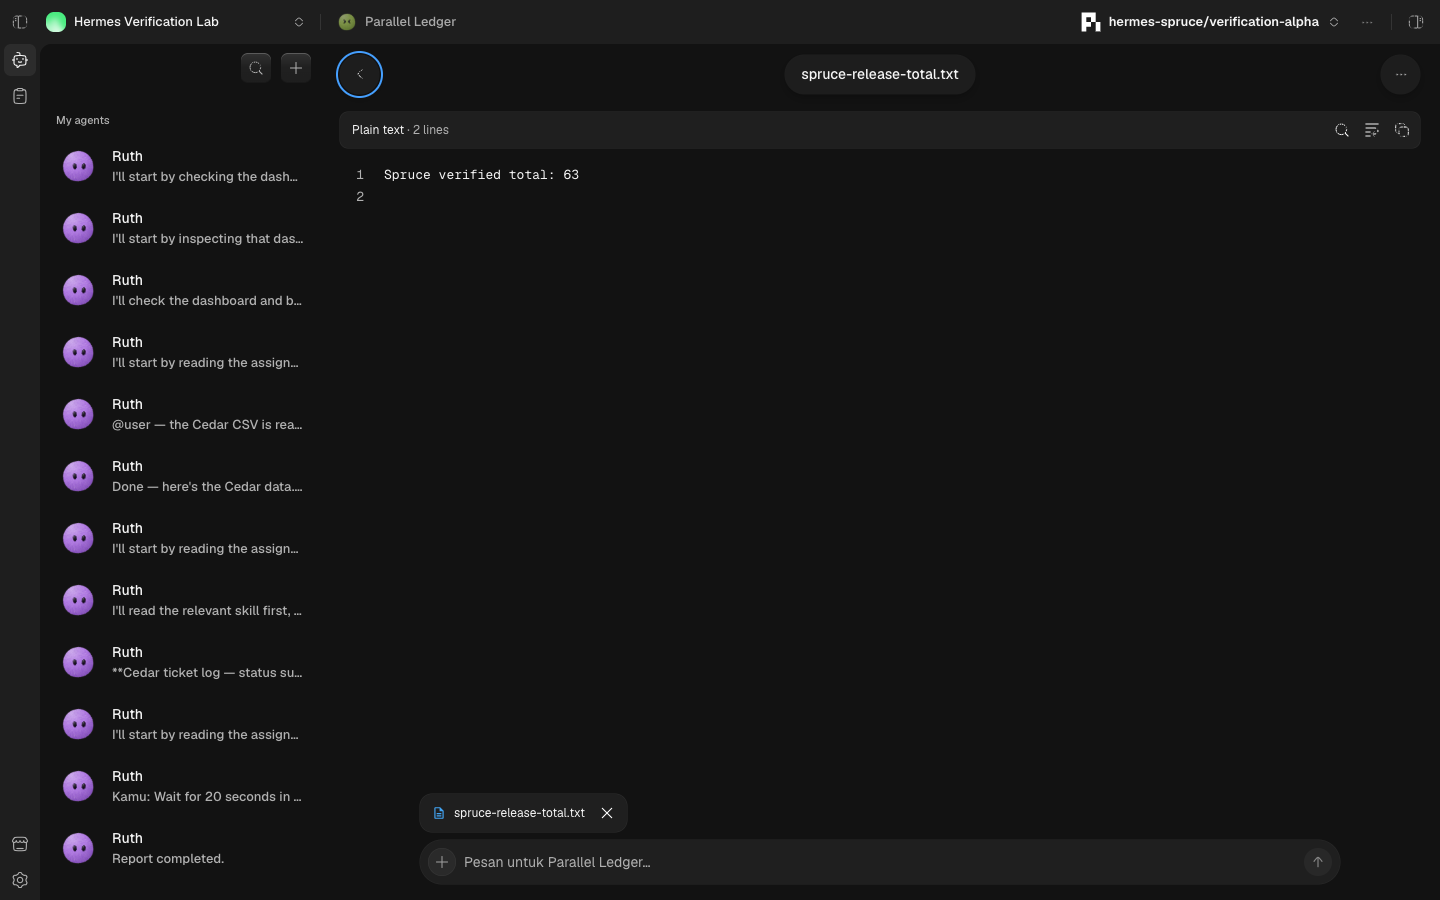 Hermes Verification Lab
Parallel Ledger
hermes-spruce/verification-alpha
My agents
Ruth
I'll start by checking the dash...
Ruth
I'll start by inspecting that das...
Ruth
I'll check the dashboard and b...
Ruth
I'll start by reading the assign...
Ruth
@user — the Cedar CSV is rea...
Ruth
Done — here's the Cedar data....
Ruth
I'll start by reading the assign...
Ruth
I'll read the relevant skill first, ...
Ruth
**Cedar ticket log — status su...
Ruth
I'll start by reading the assign...
Ruth
Kamu: Wait for 20 seconds in ...
Ruth
Report completed.
spruce-release-total.txt
Plain text · 2 lines
1 Spruce verified total: 63
2
spruce-release-total.txt
Pesan untuk Parallel Ledger...